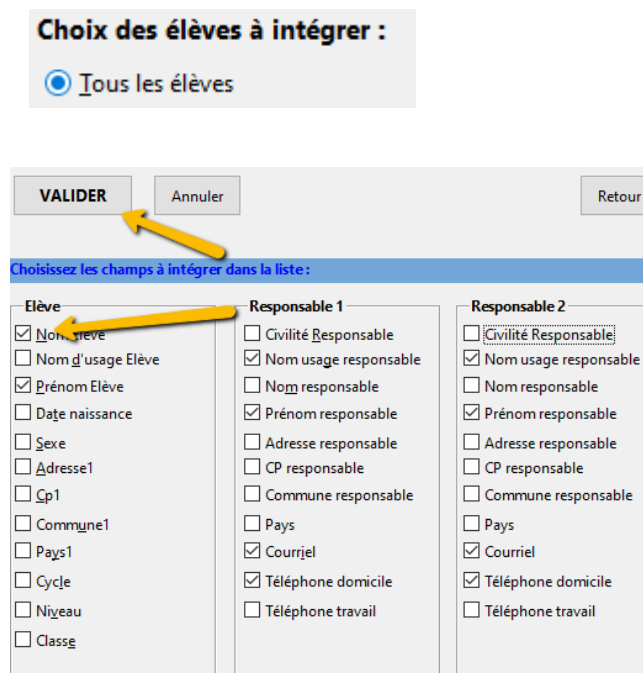 Choix des élèves à intégrer :
Tous les élèves
VALIDER Annuler Retour
Choisissez les champs à intégrer dans la liste :
Elève Responsable 1 Responsable 2
Nom Elève Civilité Responsable Civilité Responsable
Nom d'usage Elève Nom usage responsable Nom usage responsable
Prénom Elève Nom responsable Nom responsable
Date naissance Prénom responsable Prénom responsable
Sexe Adresse responsable Adresse responsable
Adresse1 CP responsable CP responsable
Cp1 Commune responsable Commune responsable
Commune1 Pays Pays
Pays1 Courriel Courriel
Cycle Téléphone domicile Téléphone domicile
Niveau Téléphone travail Téléphone travail
Classe